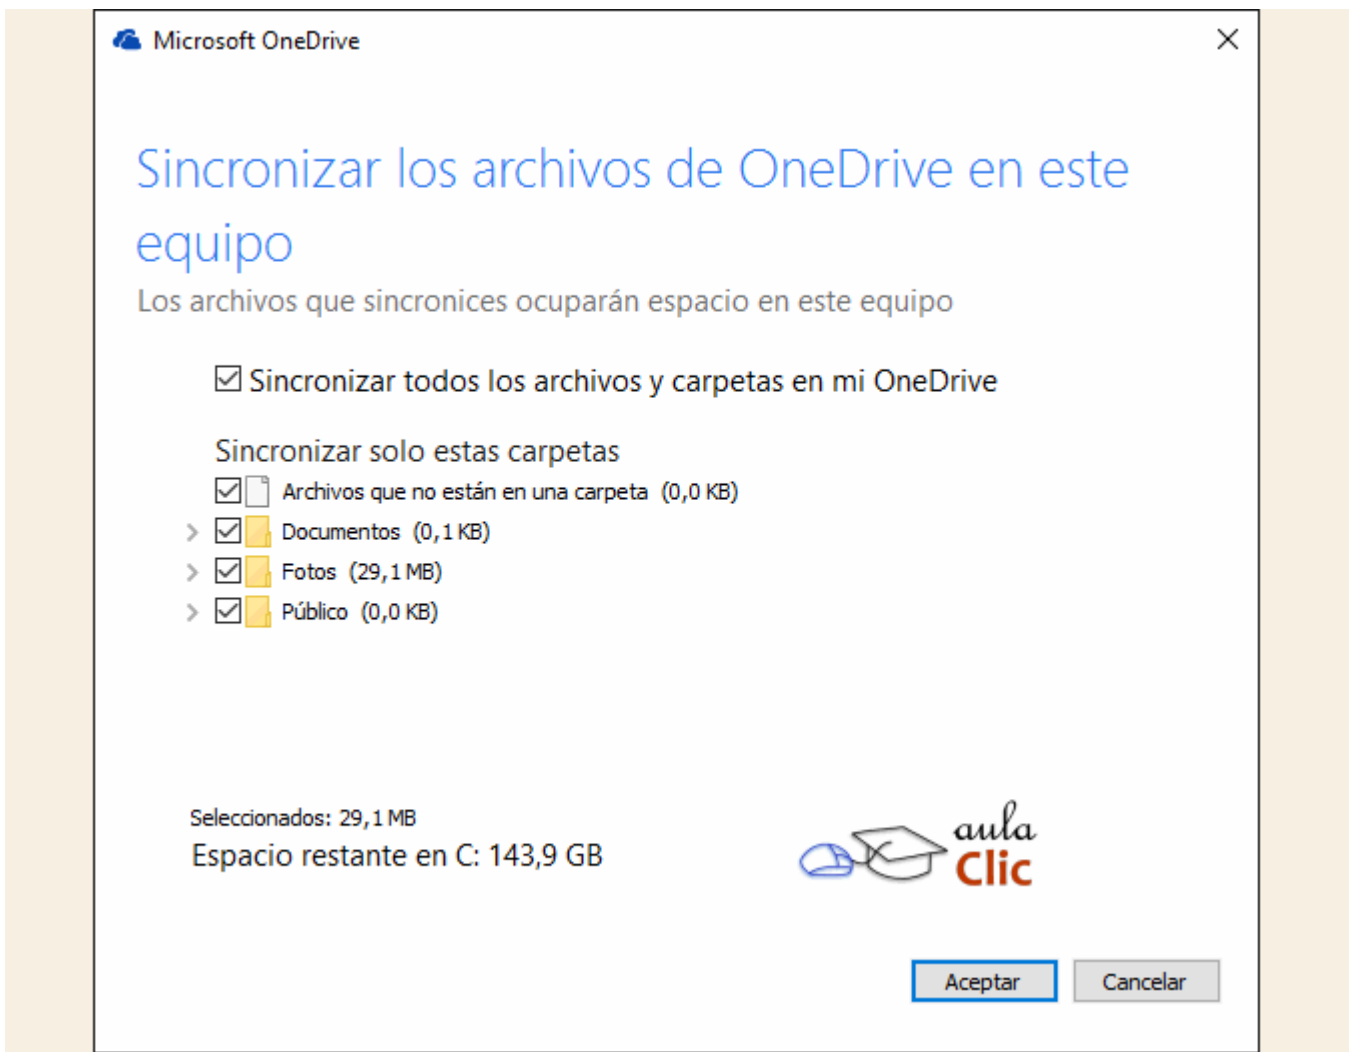 Microsoft OneDrive
Sincronizar los archivos de OneDrive en este
equipo
Los archivos que sincronices ocuparán espacio en este equipo
Sincronizar todos los archivos y carpetas en mi OneDrive
Sincronizar solo estas carpetas
Archivos que no están en una carpeta (0,0 KB)
Documentos (0,1 KB)
Fotos (29,1 MB)
Público (0,0 KB)
Seleccionados: 29,1 MB
Espacio restante en C: 143,9 GB
aula
Clic
Aceptar
Cancelar